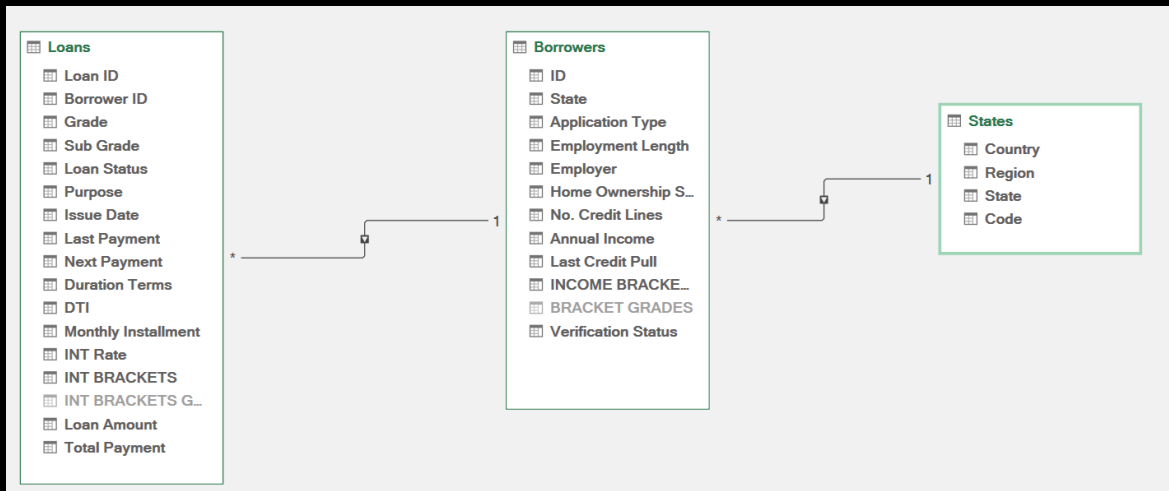 Loans
Loan ID
Borrower ID
Grade
Sub Grade
Loan Status
Purpose
Issue Date
Last Payment
Next Payment
Duration Terms
DTI
Monthly Installment
INT Rate
INT BRACKETS
INT BRACKETS G...
Loan Amount
Total Payment
*
1
Borrowers
ID
State
Application Type
Employment Length
Employer
Home Ownership S...
No. Credit Lines
Annual Income
Last Credit Pull
INCOME BRACKE...
BRACKET GRADES
Verification Status
*
1
States
Country
Region
State
Code